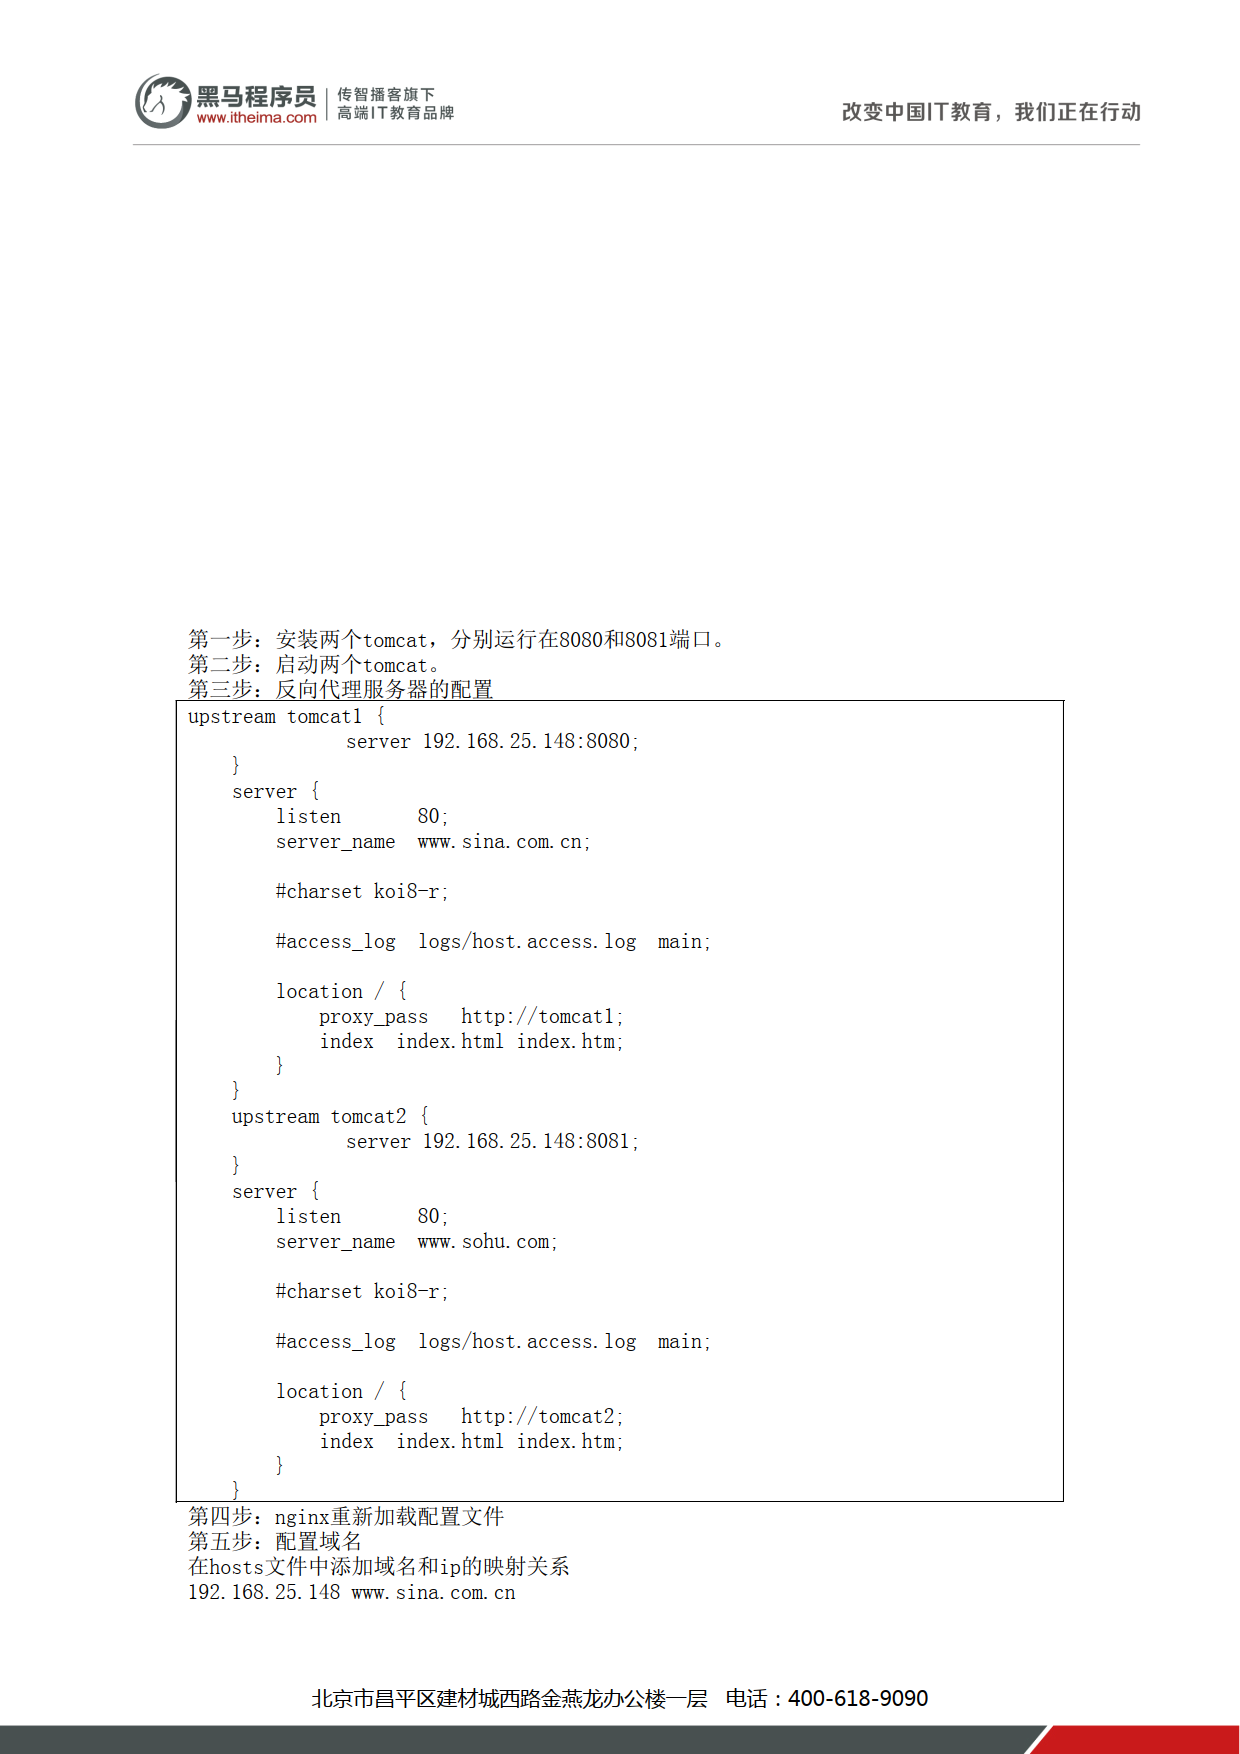 黑马程序员
www.itheima.com
传智播客旗下
高端IT教育品牌
改变中国IT教育，我们正在行动
第一步：安装两个tomcat，分别运行在8080和8081端口。
第二步：启动两个tomcat。
第三步：反向代理服务器的配置
upstream tomcat1 {
server 192.168.25.148:8080;
}
server {
listen       80;
server_name  www.sina.com.cn;
#charset koi8-r;
#access_log  logs/host.access.log  main;
location / {
proxy_pass   http://tomcat1;
index  index.html index.htm;
}
}
upstream tomcat2 {
server 192.168.25.148:8081;
}
server {
listen       80;
server_name  www.sohu.com;
#charset koi8-r;
#access_log  logs/host.access.log  main;
location / {
proxy_pass   http://tomcat2;
index  index.html index.htm;
}
}
第四步：nginx重新加载配置文件
第五步：配置域名
在hosts文件中添加域名和ip的映射关系
192.168.25.148 www.sina.com.cn
北京市昌平区建材城西路金燕龙办公楼一层   电话：400-618-9090